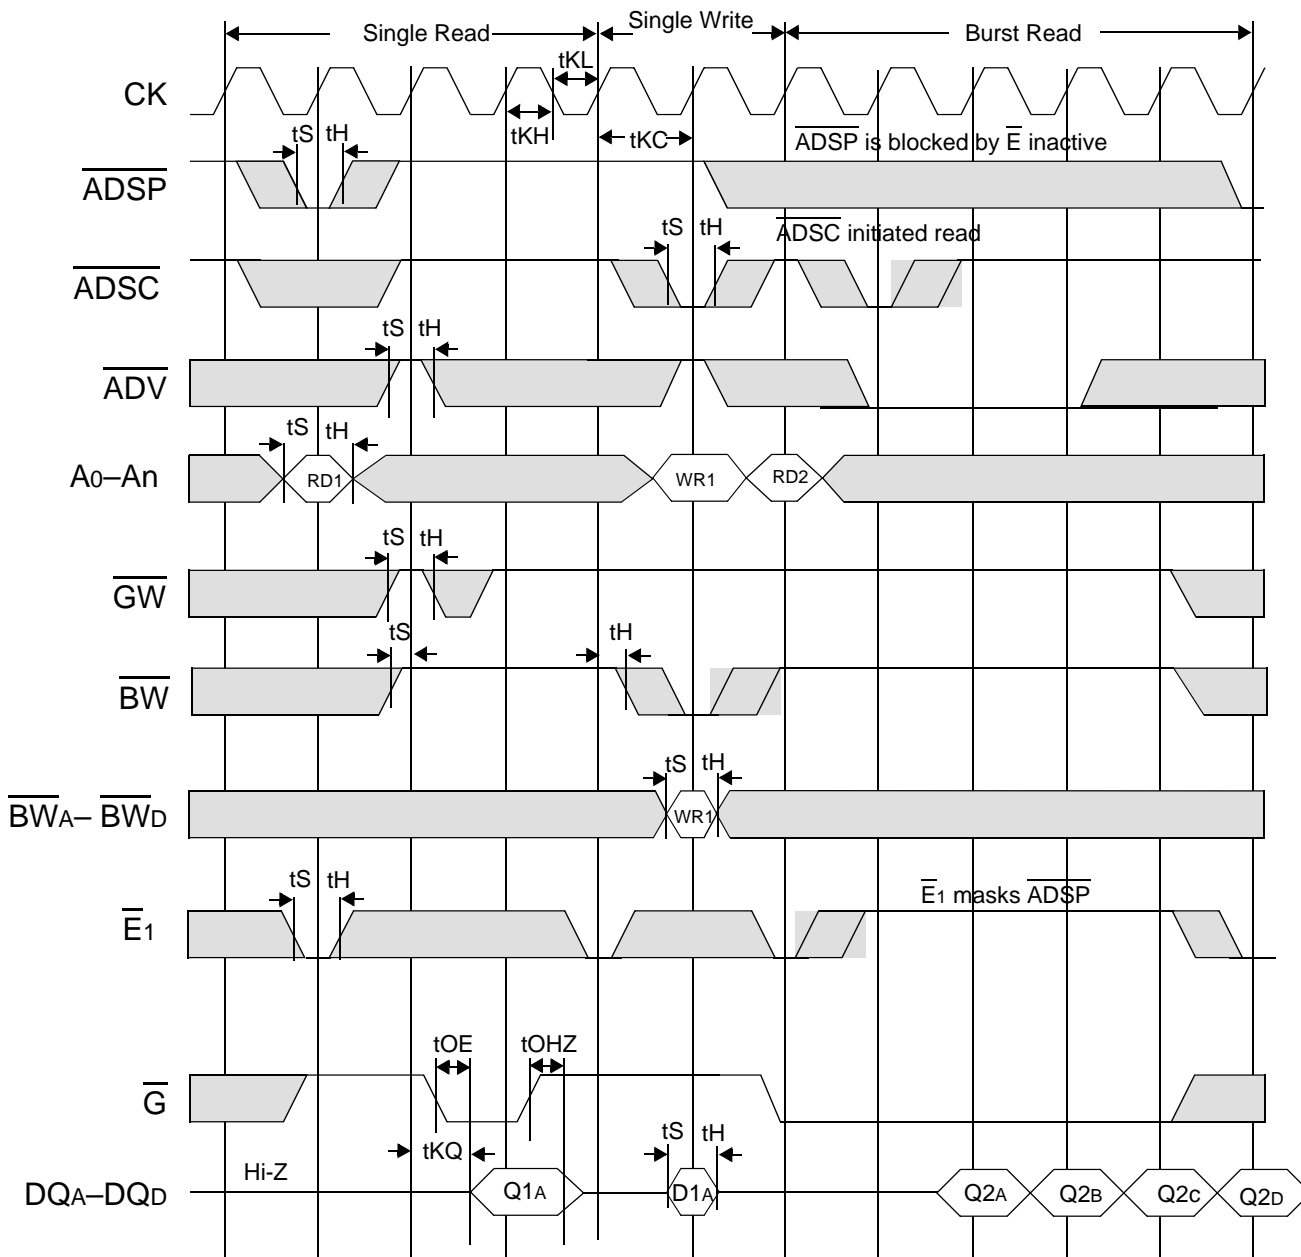 Single Read Single Write Burst Read
tKL
CK
tS tH tKH tKC ADSP is blocked by E inactive
ADSP
tS tH ADSC initiated read
ADSC
tS tH
ADV
tS tH
A0–An RD1 WR1 RD2
tS tH
GW
tS tH
BW
tS tH
BWA– BWD WR1
tS tH E1 masks ADSP
E1
tOE tOHZ
G
tKQ tS tH
Hi-Z
DQA–DQD Q1A D1A Q2A Q2B Q2C Q2D